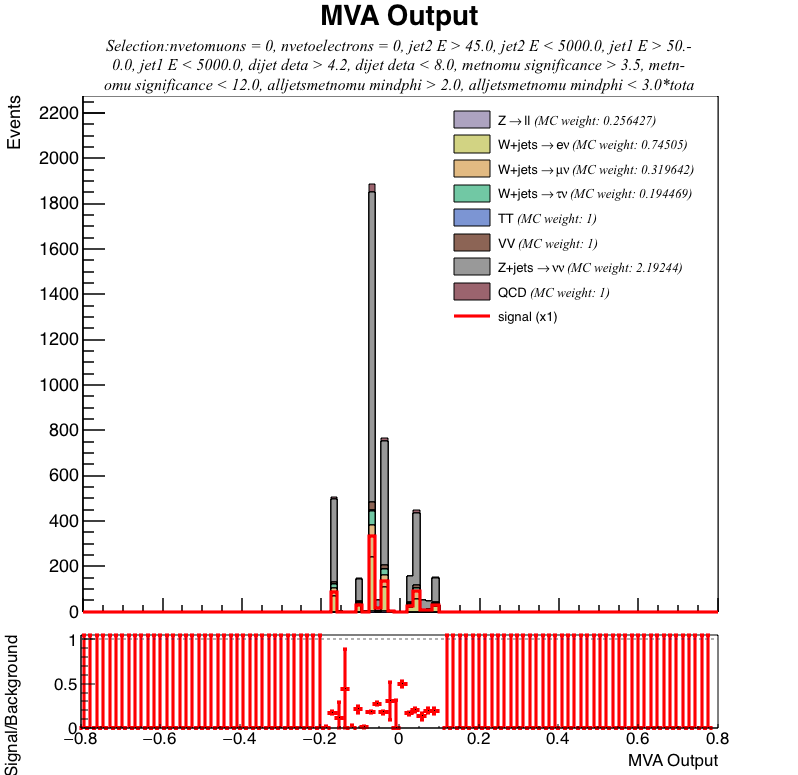 MVA Output
Selection:nvetomuons = 0, nvetoelectrons = 0, jet2 E > 45.0, jet2 E < 5000.0, jet1 E > 50.-
0.0, jet1 E < 5000.0, dijet deta > 4.2, dijet deta < 8.0, metnomu significance > 3.5, metn-
omu significance < 12.0, alljetsmetnomu mindphi > 2.0, alljetsmetnomu mindphi < 3.0*tota
Events
2200
2000
1800
1600
1400
1200
1000
800
600
400
200
0
Z→ll (MC weight: 0.256427)
W+jets→eν (MC weight: 0.74505)
W+jets→μν (MC weight: 0.319642)
W+jets→τν (MC weight: 0.194469)
TT (MC weight: 1)
VV (MC weight: 1)
Z+jets→νν (MC weight: 2.19244)
QCD (MC weight: 1)
signal (x1)
Signal/Background
1
0.5
0
−0.8 −0.6 −0.4 −0.2 0 0.2 0.4 0.6 0.8
MVA Output